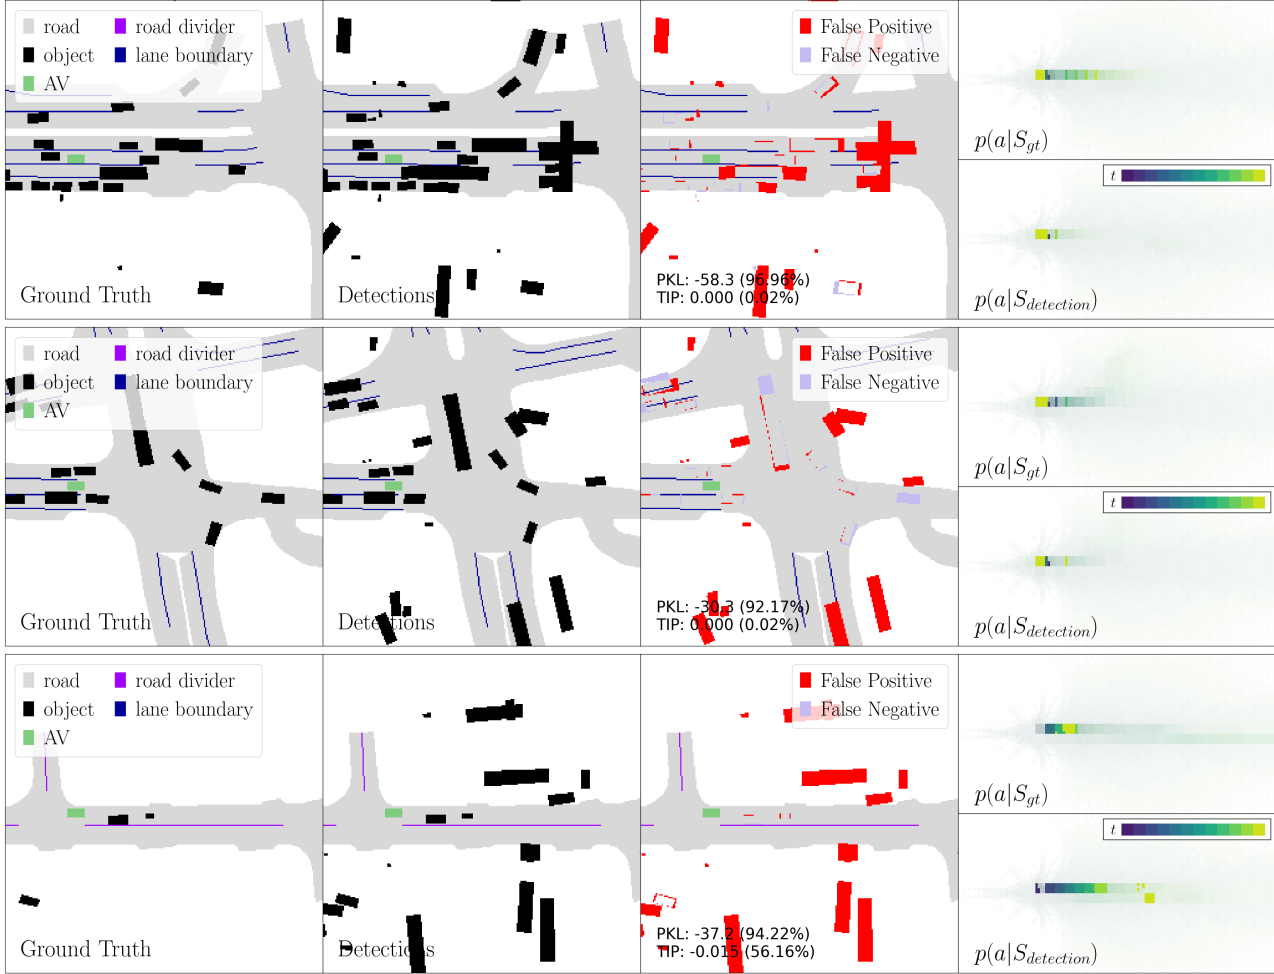 road
road divider
object
lane boundary
AV
Ground Truth
Detections
False Positive
False Negative
PKL: -58.3 (96.96%)
TIP: 0.000 (0.02%)
p(a|S_gt)
t
p(a|S_detection)
road
road divider
object
lane boundary
AV
Ground Truth
Detections
False Positive
False Negative
PKL: -30.3 (92.17%)
TIP: 0.000 (0.02%)
p(a|S_gt)
t
p(a|S_detection)
road
road divider
object
lane boundary
AV
Ground Truth
Detections
False Positive
False Negative
PKL: -37.2 (94.22%)
TIP: -0.015 (56.16%)
p(a|S_gt)
t
p(a|S_detection)